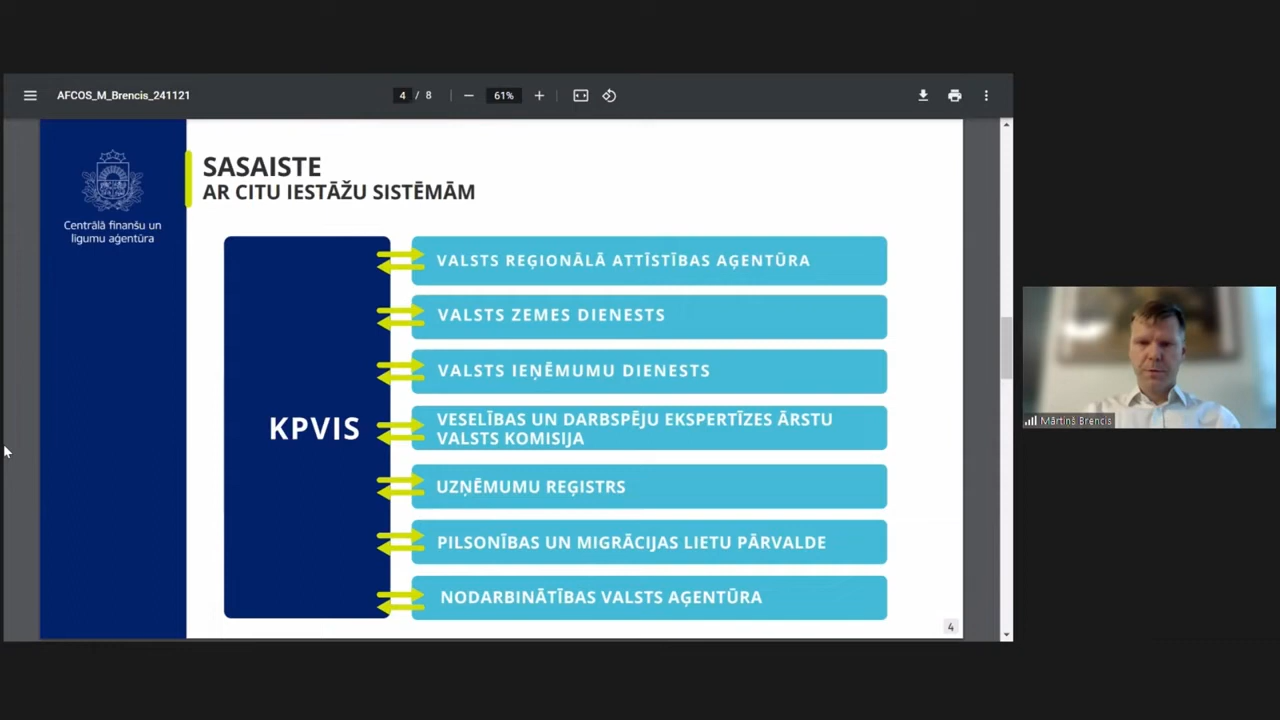 AFCOS_M_Brencis_241121
4 / 8
61%
Centrālā finanšu un
līgumu aģentūra
SASAISTE
AR CITU IESTĀŽU SISTĒMĀM
KPVIS
VALSTS REĢIONĀLĀ ATTĪSTĪBAS AĢENTŪRA
VALSTS ZEMES DIENESTS
VALSTS IEŅĒMUMU DIENESTS
VESELĪBAS UN DARBSPĒJU EKSPERTĪZES ĀRSTU
VALSTS KOMISIJA
UZŅĒMUMU REĢISTRS
PILSONĪBAS UN MIGRĀCIJAS LIETU PĀRVALDE
NODARBINĀTĪBAS VALSTS AĢENTŪRA
4
Mārtiņš Brencis